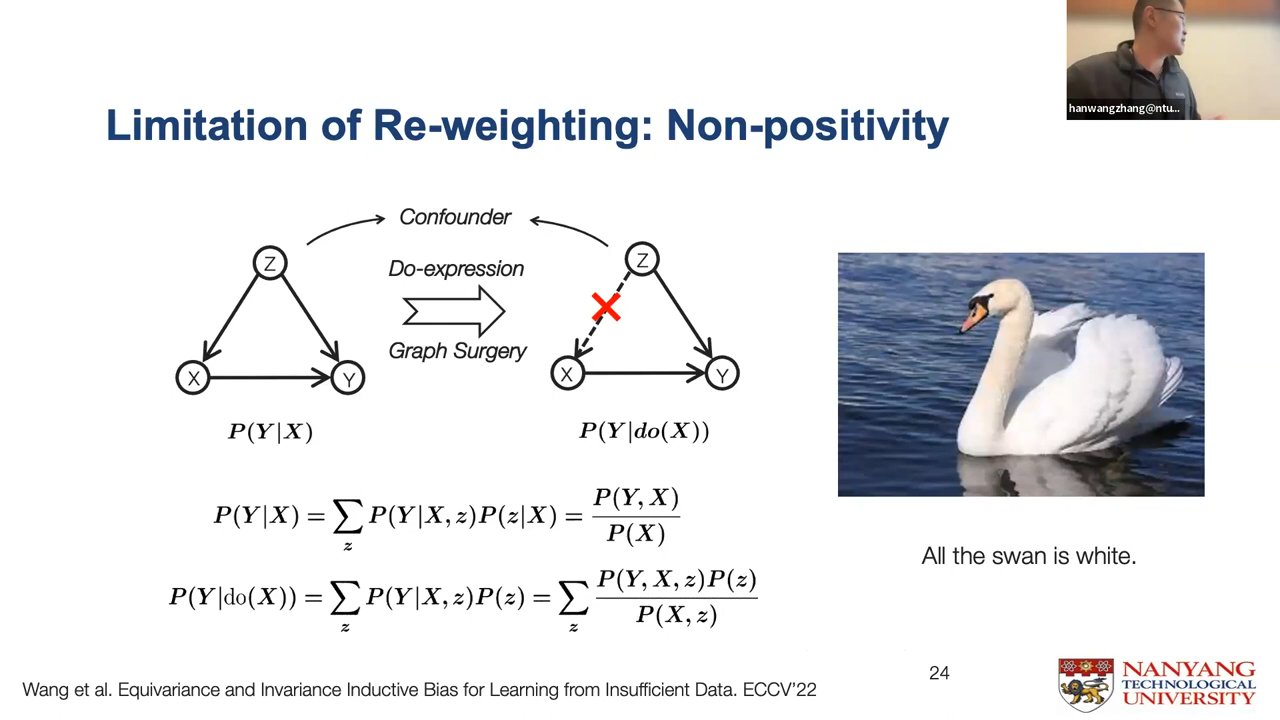 hanwangzhang@ntu...
Limitation of Re-weighting: Non-positivity
Confounder
Z
Z
Do-expression
Graph Surgery
X
Y
X
Y
P(Y|X)
P(Y|do(X))
P(Y|X) = ∑_z P(Y|X, z)P(z|X) = P(Y, X) / P(X)
P(Y|do(X)) = ∑_z P(Y|X, z)P(z) = ∑_z P(Y, X, z)P(z) / P(X, z)
All the swan is white.
24
Wang et al. Equivariance and Invariance Inductive Bias for Learning from Insufficient Data. ECCV'22
NANYANG
TECHNOLOGICAL
UNIVERSITY